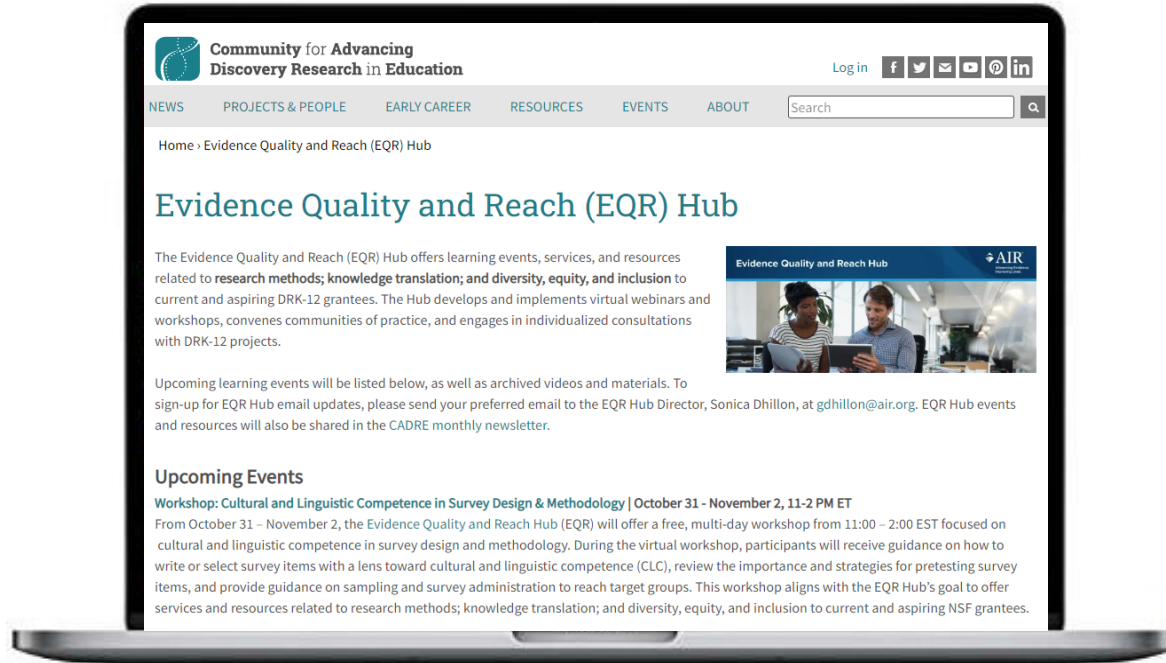 Community for Advancing
Discovery Research in Education
Log in
NEWS PROJECTS & PEOPLE EARLY CAREER RESOURCES EVENTS ABOUT Search
Home › Evidence Quality and Reach (EQR) Hub
Evidence Quality and Reach (EQR) Hub
The Evidence Quality and Reach (EQR) Hub offers learning events, services, and resources
related to research methods; knowledge translation; and diversity, equity, and inclusion to
current and aspiring DRK-12 grantees. The Hub develops and implements virtual webinars and
workshops, convenes communities of practice, and engages in individualized consultations
with DRK-12 projects.
Evidence Quality and Reach Hub
AIR
Upcoming learning events will be listed below, as well as archived videos and materials. To
sign-up for EQR Hub email updates, please send your preferred email to the EQR Hub Director, Sonica Dhillon, at gdhillon@air.org. EQR Hub events
and resources will also be shared in the CADRE monthly newsletter.
Upcoming Events
Workshop: Cultural and Linguistic Competence in Survey Design & Methodology | October 31 - November 2, 11-2 PM ET
From October 31 – November 2, the Evidence Quality and Reach Hub (EQR) will offer a free, multi-day workshop from 11:00 – 2:00 EST focused on
cultural and linguistic competence in survey design and methodology. During the virtual workshop, participants will receive guidance on how to
write or select survey items with a lens toward cultural and linguistic competence (CLC), review the importance and strategies for pretesting survey
items, and provide guidance on sampling and survey administration to reach target groups. This workshop aligns with the EQR Hub's goal to offer
services and resources related to research methods; knowledge translation; and diversity, equity, and inclusion to current and aspiring NSF grantees.